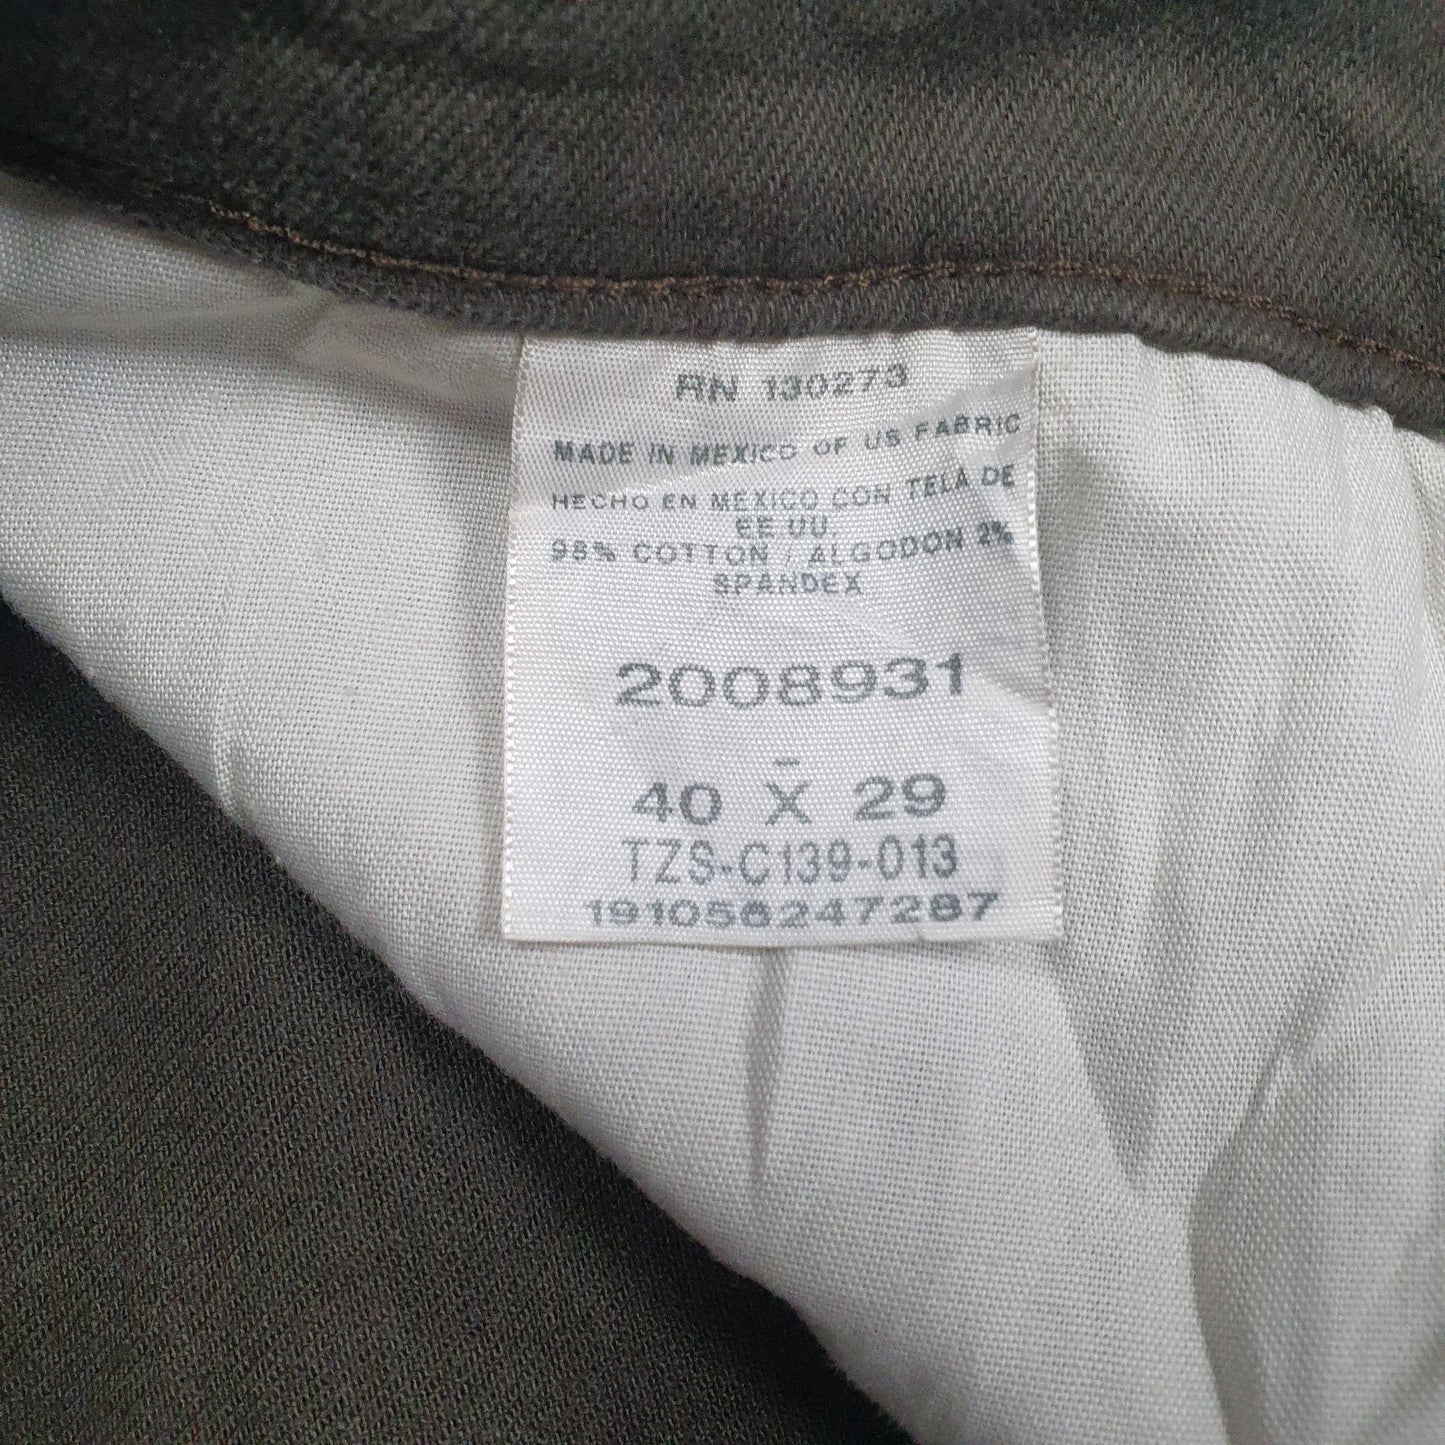 RN 130273
MADE IN MEXICO OF US FABRIC
HECHO EN MEXICO CON TELA DE
EE UU.
98% COTTON / ALGODON 2%
SPANDEX
2008931
40 X 29
TZS-C139-013
191056247287